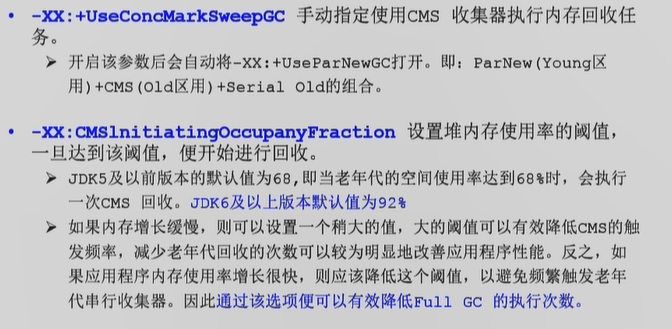 • -XX:+UseConcMarkSweepGC 手动指定使用CMS 收集器执行内存回收任
务。
➢ 开启该参数后会自动将-XX:+UseParNewGC打开。即：ParNew(Young区
用)+CMS(Old区用)+Serial Old的组合。
• -XX:CMSlnitiatingOccupanyFraction 设置堆内存使用率的阈值，
一旦达到该阈值，便开始进行回收。
➢ JDK5及以前版本的默认值为68,即当老年代的空间使用率达到68%时，会执行
一次CMS 回收。JDK6及以上版本默认值为92%
➢ 如果内存增长缓慢，则可以设置一个稍大的值，大的阈值可以有效降低CMS的触
发频率，减少老年代回收的次数可以较为明显地改善应用程序性能。反之，如
果应用程序内存使用率增长很快，则应该降低这个阈值，以避免频繁触发老年
代串行收集器。因此通过该选项便可以有效降低Full GC 的执行次数。